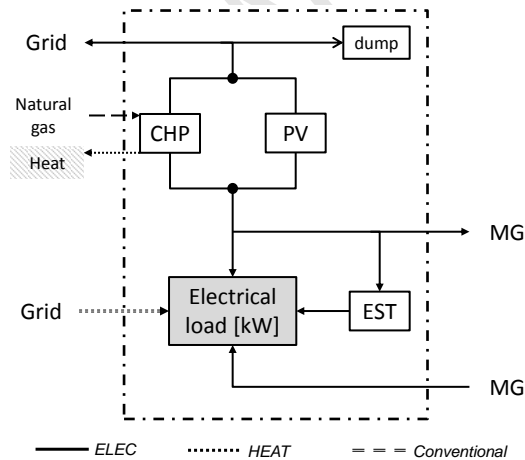 Grid
dump
Natural
gas
CHP
PV
Heat
MG
Grid
Electrical
load [kW]
EST
MG
ELEC
HEAT
Conventional